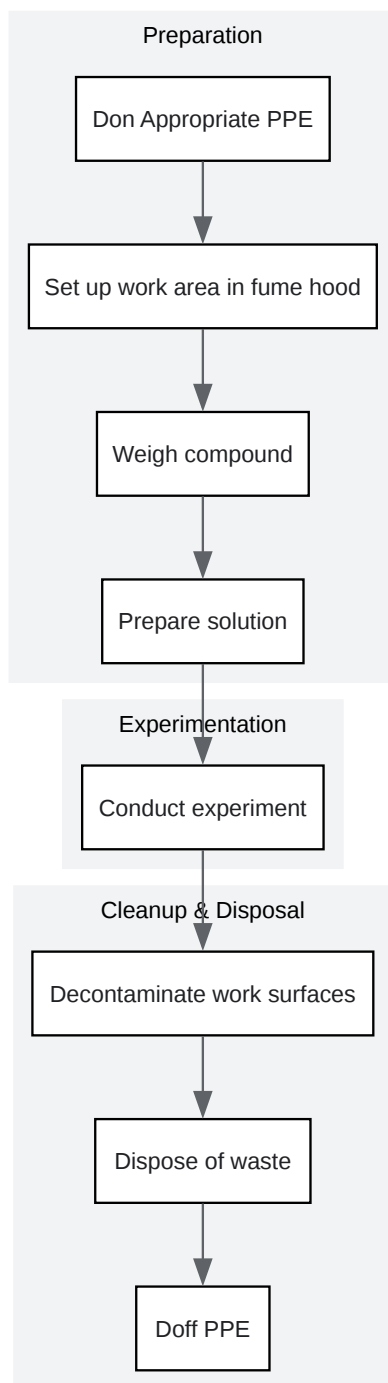 Preparation
Don Appropriate PPE
Set up work area in fume hood
Weigh compound
Prepare solution
Experimentation
Conduct experiment
Cleanup & Disposal
Decontaminate work surfaces
Dispose of waste
Doff PPE